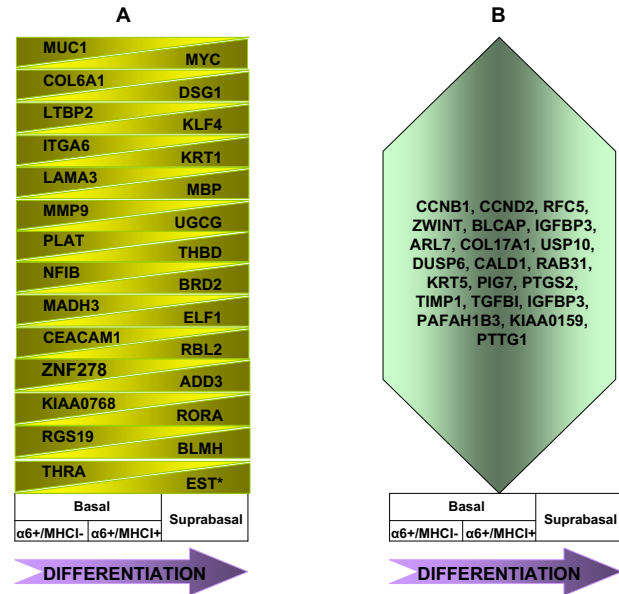 A
MUC1
MYC
COL6A1
DSG1
LTBP2
KLF4
ITGA6
KRT1
LAMA3
MBP
MMP9
UGCG
PLAT
THBD
NFIB
BRD2
MADH3
ELF1
CEACAM1
RBL2
ZNF278
ADD3
KIAA0768
RORA
RGS19
BLMH
THRA
EST*
Basal
Suprabasal
α6+/MHCI- α6+/MHCI+
DIFFERENTIATION
B
CCNB1, CCND2, RFC5,
ZWINT, BLCAP, IGFBP3,
ARL7, COL17A1, USP10,
DUSP6, CALD1, RAB31,
KRT5, PIG7, PTGS2,
TIMP1, TGFBI, IGFBP3,
PAFAH1B3, KIAA0159,
PTTG1
Basal
Suprabasal
α6+/MHCI- α6+/MHCI+
DIFFERENTIATION